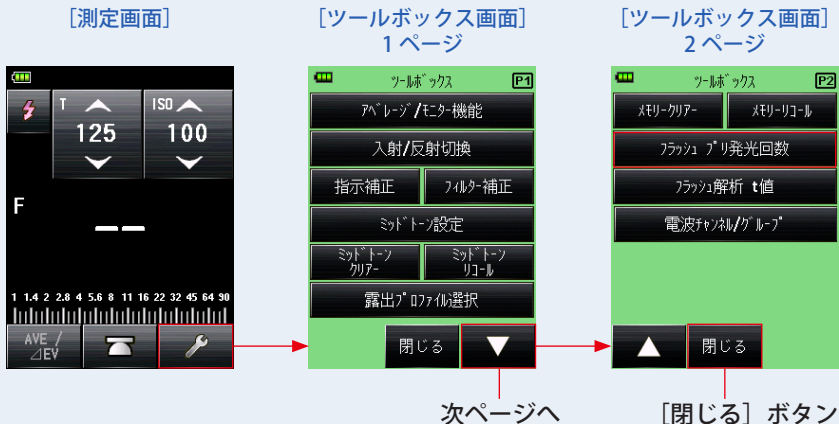 ［測定画面］
［ツールボックス画面］
1 ページ
［ツールボックス画面］
2 ページ
T
125
ISO
100
F
--
1 1.4 2 2.8 4 5.6 8 11 16 22 32 45 64 90
AVE /
⊿EV
ﾂｰﾙﾎﾞｯｸｽ
P1
ｱﾍﾞﾚｰｼﾞ/ﾓﾆﾀｰ機能
入射/反射切換
指示補正
ﾌｨﾙﾀｰ補正
ﾐｯﾄﾞﾄｰﾝ設定
ﾐｯﾄﾞﾄｰﾝ
ｸﾘｱｰ
ﾐｯﾄﾞﾄｰﾝ
ﾘｺｰﾙ
露出ﾌﾟﾛﾌｧｲﾙ選択
閉じる
ﾂｰﾙﾎﾞｯｸｽ
P2
ﾒﾓﾘｰｸﾘｱｰ
ﾒﾓﾘｰﾘｺｰﾙ
ﾌﾗｯｼｭ ﾌﾟﾘ発光回数
ﾌﾗｯｼｭ解析 t値
電波ﾁｬﾝﾈﾙ/ｸﾞﾙｰﾌﾟ
閉じる
次ページへ
［閉じる］ボタン